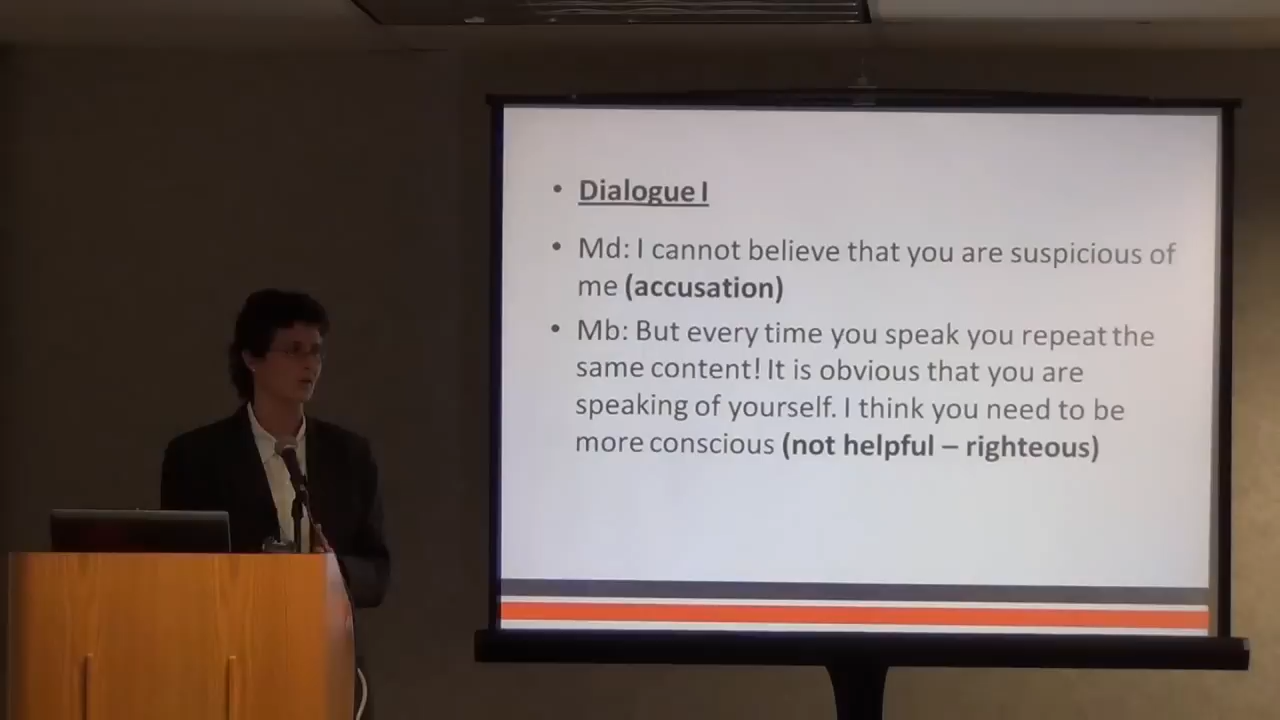 • Dialogue I
• Md: I cannot believe that you are suspicious of
me (accusation)
• Mb: But every time you speak you repeat the
same content! It is obvious that you are
speaking of yourself. I think you need to be
more conscious (not helpful – righteous)